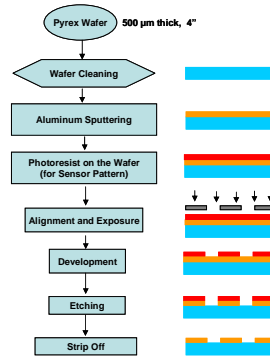 Pyrex Wafer 500 µm thick, 4"
Wafer Cleaning
Aluminum Sputtering
Photoresist on the Wafer
(for Sensor Pattern)
Alignment and Exposure
Development
Etching
Strip Off